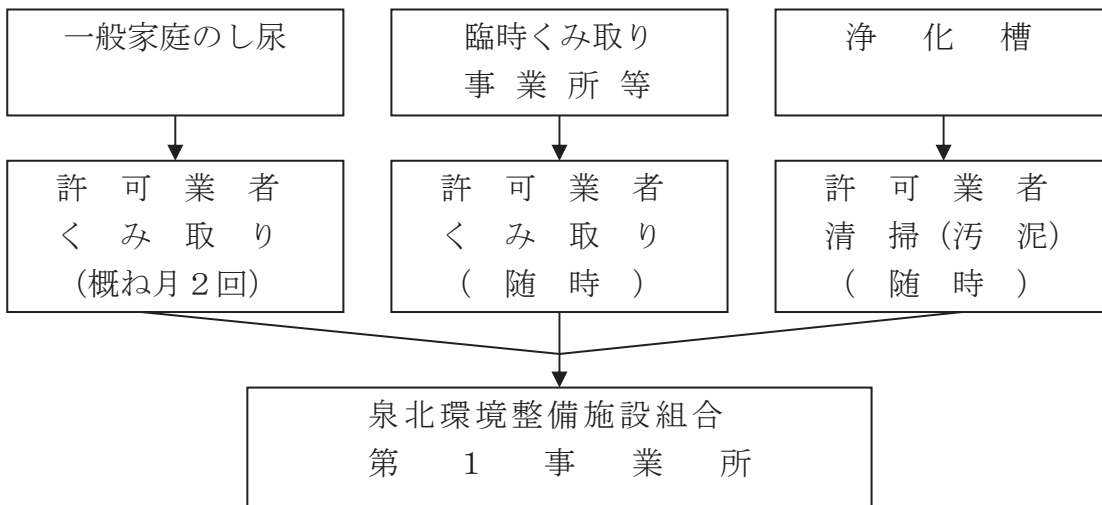 一般家庭のし尿
臨時くみ取り
事業所等
浄化槽
許可業者
くみ取り
(概ね月２回)
許可業者
くみ取り
(随時)
許可業者
清掃(汚泥)
(随時)
泉北環境整備施設組合
第１事業所